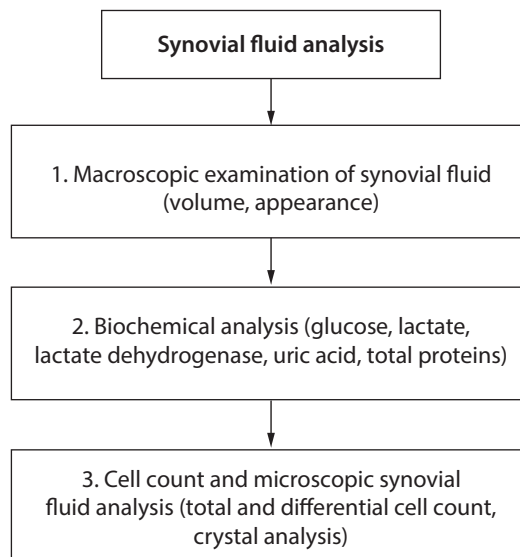 Synovial fluid analysis
1. Macroscopic examination of synovial fluid
(volume, appearance)
2. Biochemical analysis (glucose, lactate,
lactate dehydrogenase, uric acid, total proteins)
3. Cell count and microscopic synovial
fluid analysis (total and differential cell count,
crystal analysis)